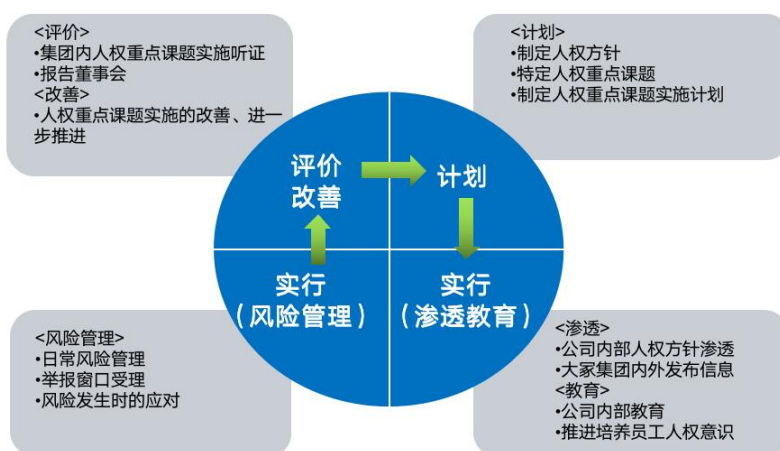 <评价>
•集团内人权重点课题实施听证
•报告董事会
<改善>
•人权重点课题实施的改善、进一
步推进
<计划>
•制定人权方针
•特定人权重点课题
•制定人权重点课题实施计划
评价
改善
计划
实行
（风险管理）
实行
（渗透教育）
<风险管理>
•日常风险管理
•举报窗口受理
•风险发生时的应对
<渗透>
•公司内部人权方针渗透
•大冢集团内外发布信息
<教育>
•公司内部教育
•推进培养员工人权意识